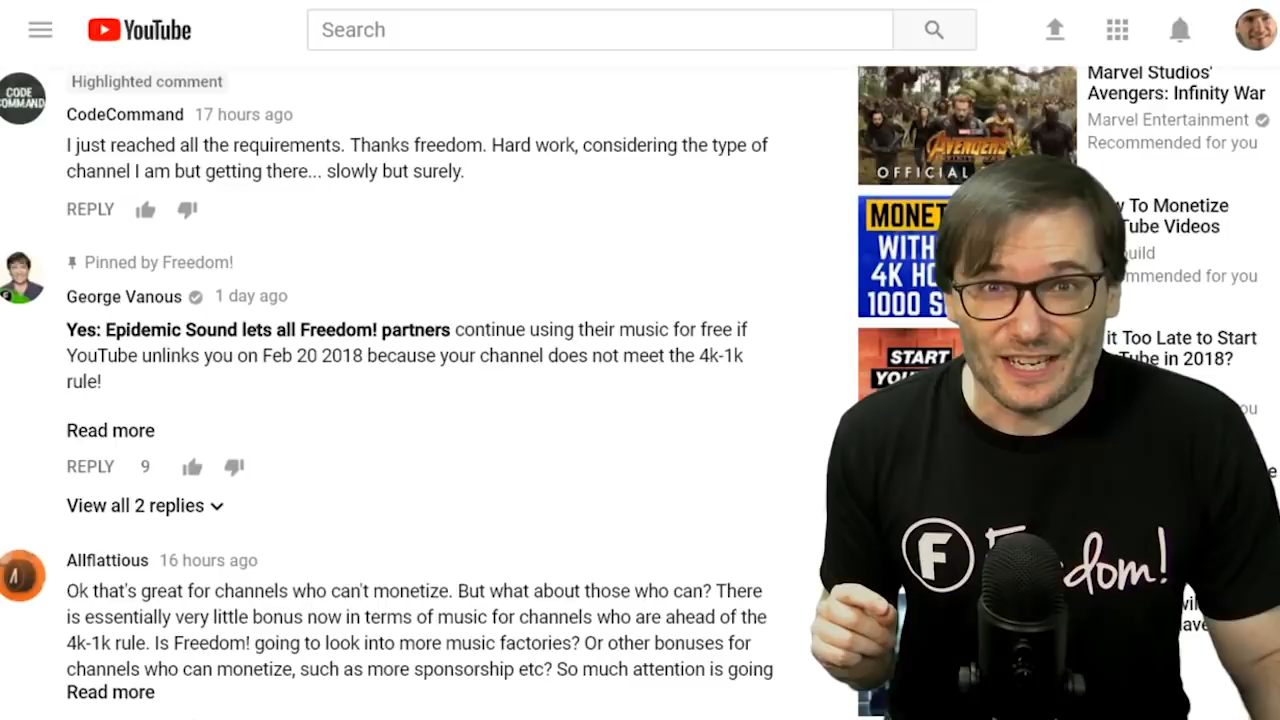 YouTube
Search
Highlighted comment
CODE
COMMAND
CodeCommand 17 hours ago
I just reached all the requirements. Thanks freedom. Hard work, considering the type of
channel I am but getting there... slowly but surely.
REPLY
Pinned by Freedom!
George Vanous 1 day ago
Yes: Epidemic Sound lets all Freedom! partners continue using their music for free if
YouTube unlinks you on Feb 20 2018 because your channel does not meet the 4k-1k
rule!
Read more
REPLY 9
View all 2 replies
Allflattious 16 hours ago
Ok that's great for channels who can't monetize. But what about those who can? There
is essentially very little bonus now in terms of music for channels who are ahead of the
4k-1k rule. Is Freedom! going to look into more music factories? Or other bonuses for
channels who can monetize, such as more sponsorship etc? So much attention is going
Read more
AVENGERS
OFFICIAL
Marvel Studios'
Avengers: Infinity War
Marvel Entertainment
Recommended for you
MONET
WITH
4K HO
1000 S
To Monetize
Tube Videos
uild
mmended for you
START
YOU
it Too Late to Start
Tube in 2018?
ou
F
dom!